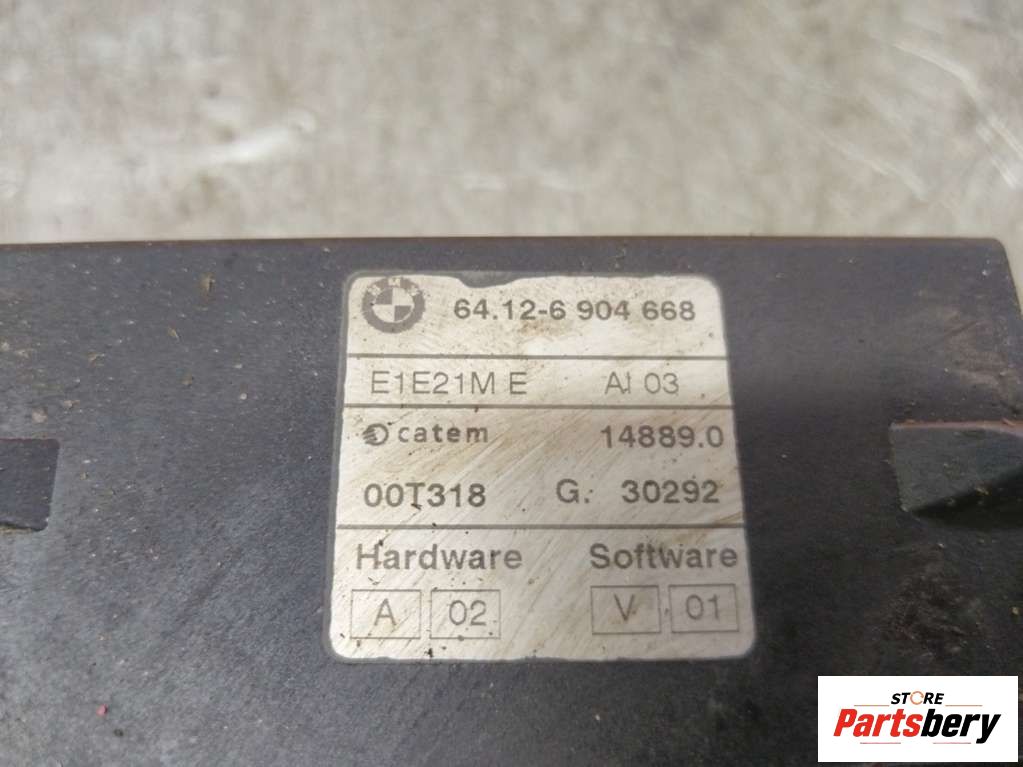 BMW
64.12-6 904 668
E1E21M E AI 03
catem 14889.0
00T318 G. 30292
Hardware Software
A 02 V 01
STORE
Partsbery